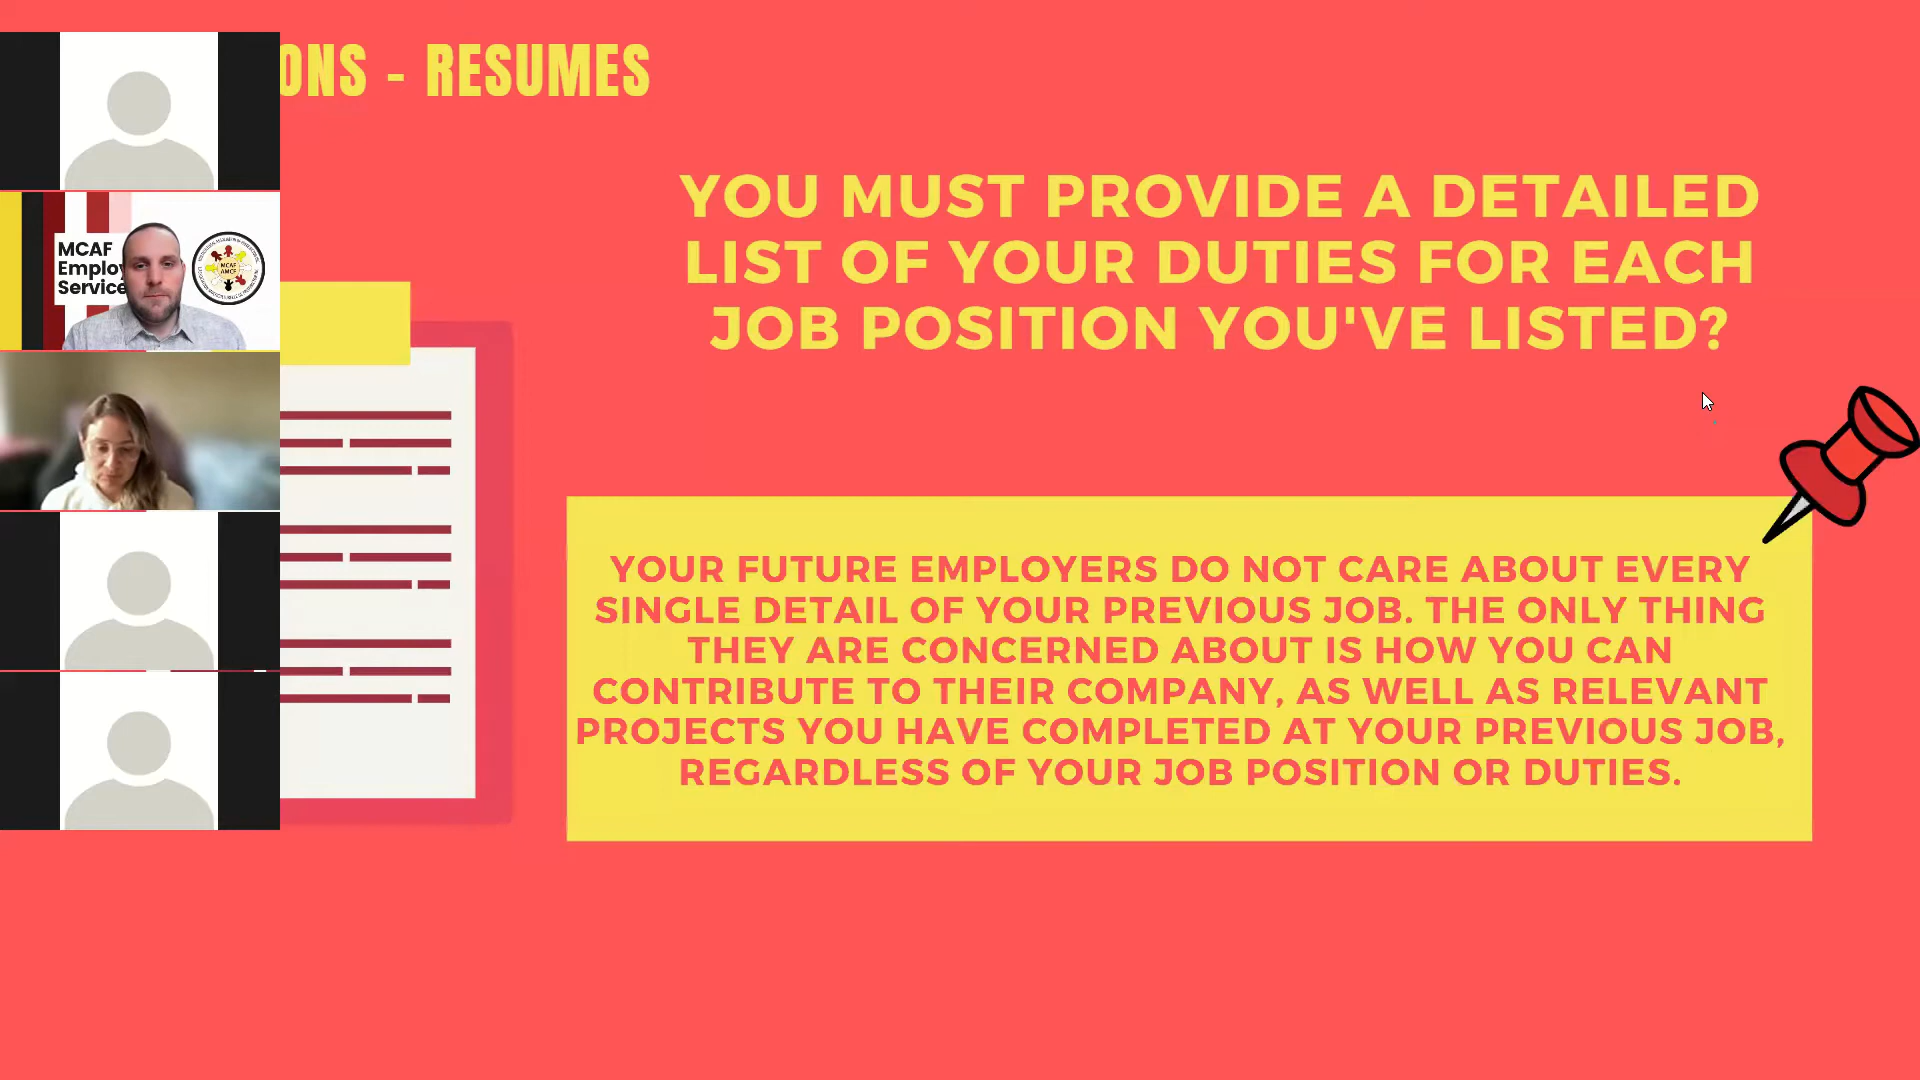 ONS - RESUMES
YOU MUST PROVIDE A DETAILED
LIST OF YOUR DUTIES FOR EACH
JOB POSITION YOU'VE LISTED?
MCAF
Employ
Service
MCAF
AMCF
YOUR FUTURE EMPLOYERS DO NOT CARE ABOUT EVERY
SINGLE DETAIL OF YOUR PREVIOUS JOB. THE ONLY THING
THEY ARE CONCERNED ABOUT IS HOW YOU CAN
CONTRIBUTE TO THEIR COMPANY, AS WELL AS RELEVANT
PROJECTS YOU HAVE COMPLETED AT YOUR PREVIOUS JOB,
REGARDLESS OF YOUR JOB POSITION OR DUTIES.